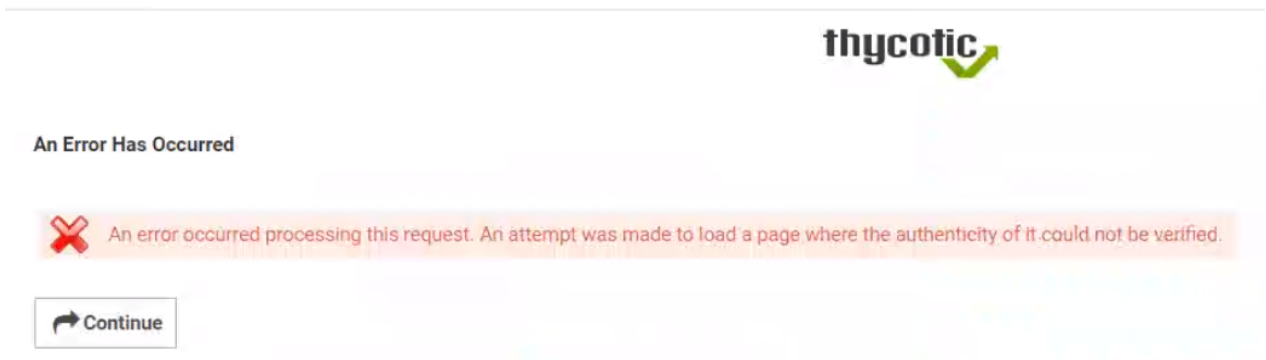 thycotic
An Error Has Occurred
An error occurred processing this request. An attempt was made to load a page where the authenticity of it could not be verified.
Continue